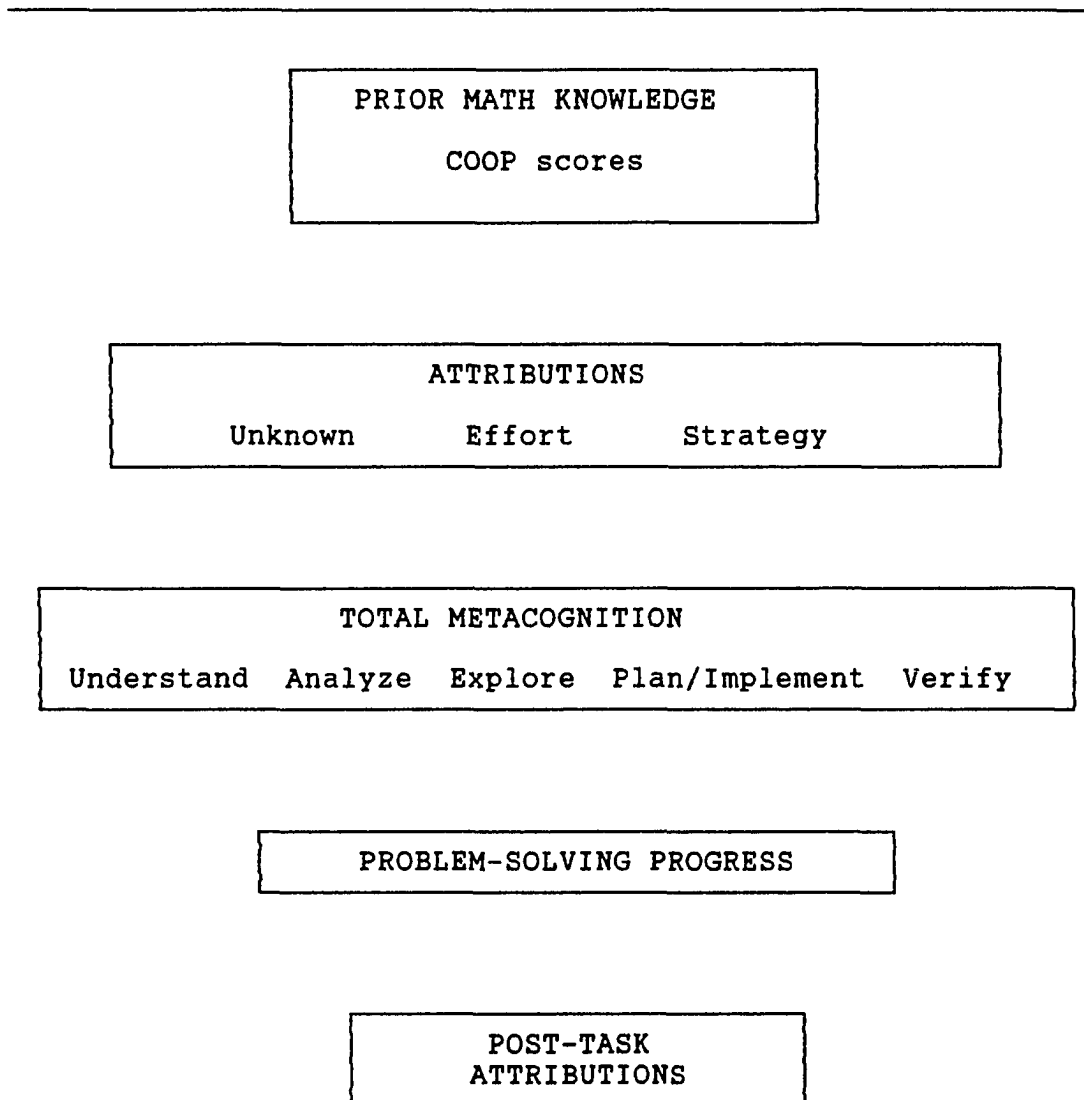 PRIOR MATH KNOWLEDGE
COOP scores
ATTRIBUTIONS
Unknown Effort Strategy
TOTAL METACOGNITION
Understand Analyze Explore Plan/Implement Verify
PROBLEM-SOLVING PROGRESS
POST-TASK
ATTRIBUTIONS